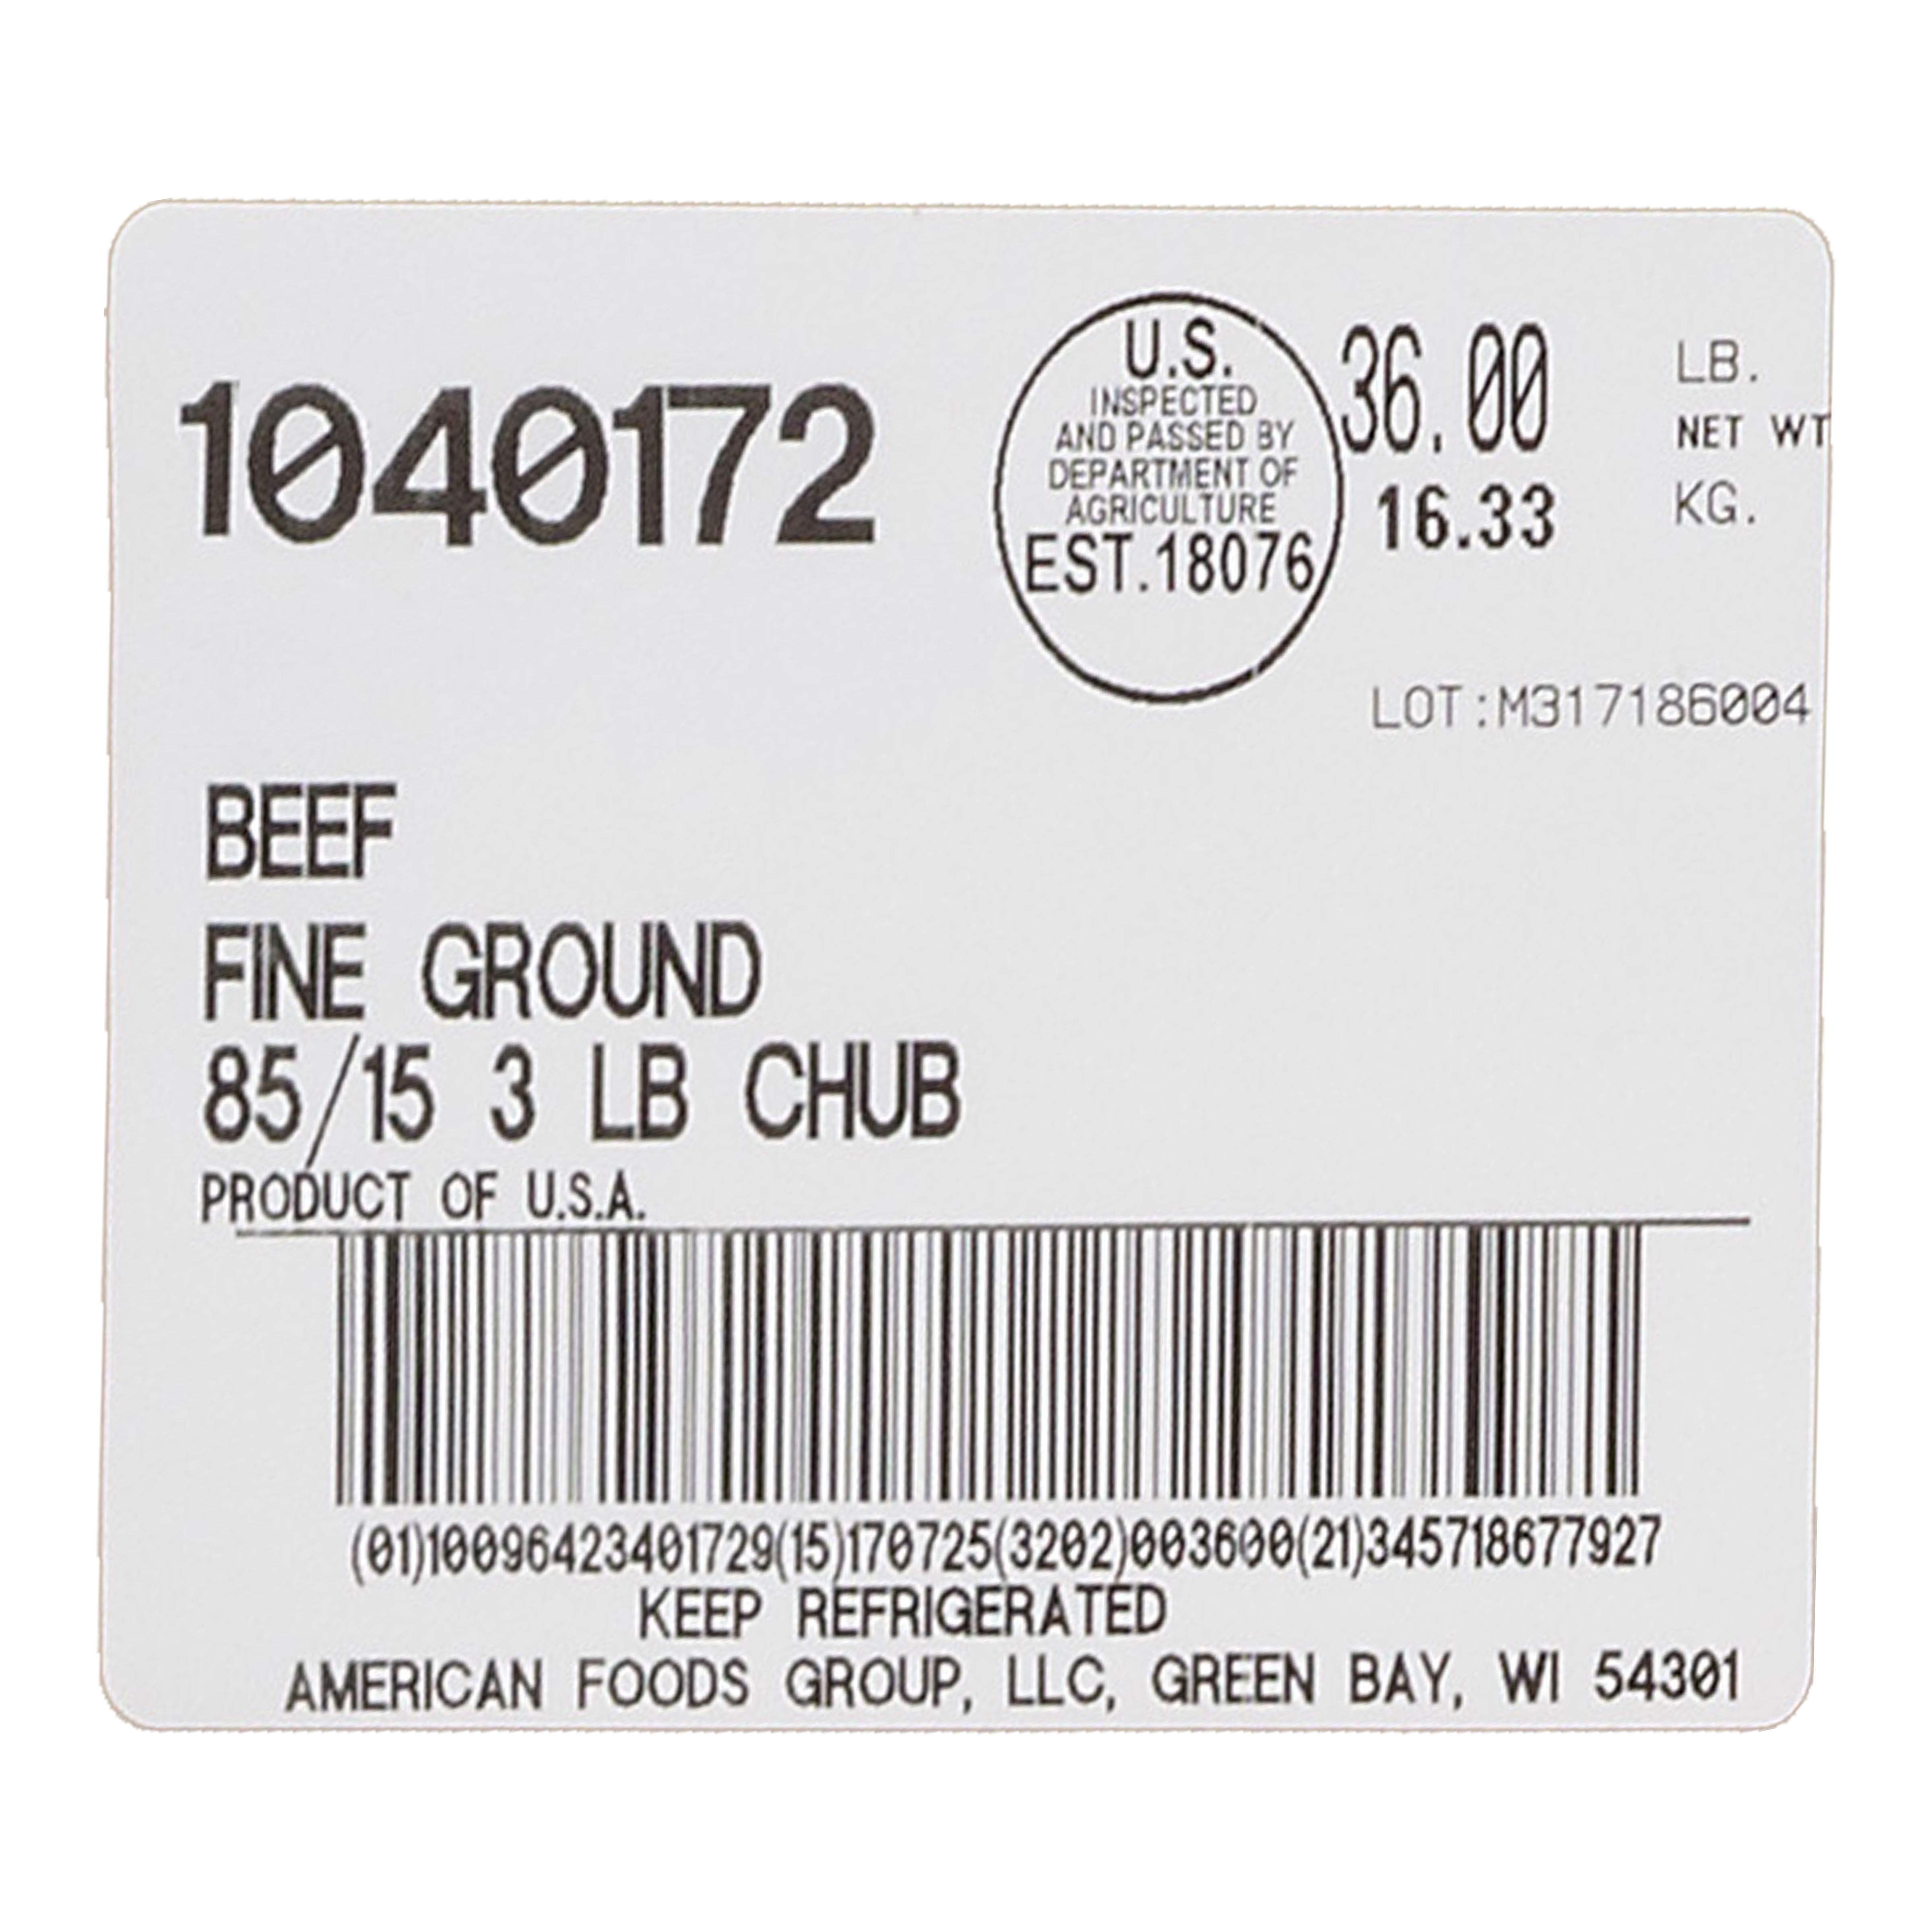 1040172
U.S.
INSPECTED
AND PASSED BY
DEPARTMENT OF
AGRICULTURE
EST.18076
36.00 LB.
NET WT
16.33 KG.
LOT:M317186004
BEEF
FINE GROUND
85/15 3 LB CHUB
PRODUCT OF U.S.A.
(01)10096423401729(15)170725(3202)003600(21)345718677927
KEEP REFRIGERATED
AMERICAN FOODS GROUP, LLC, GREEN BAY, WI 54301